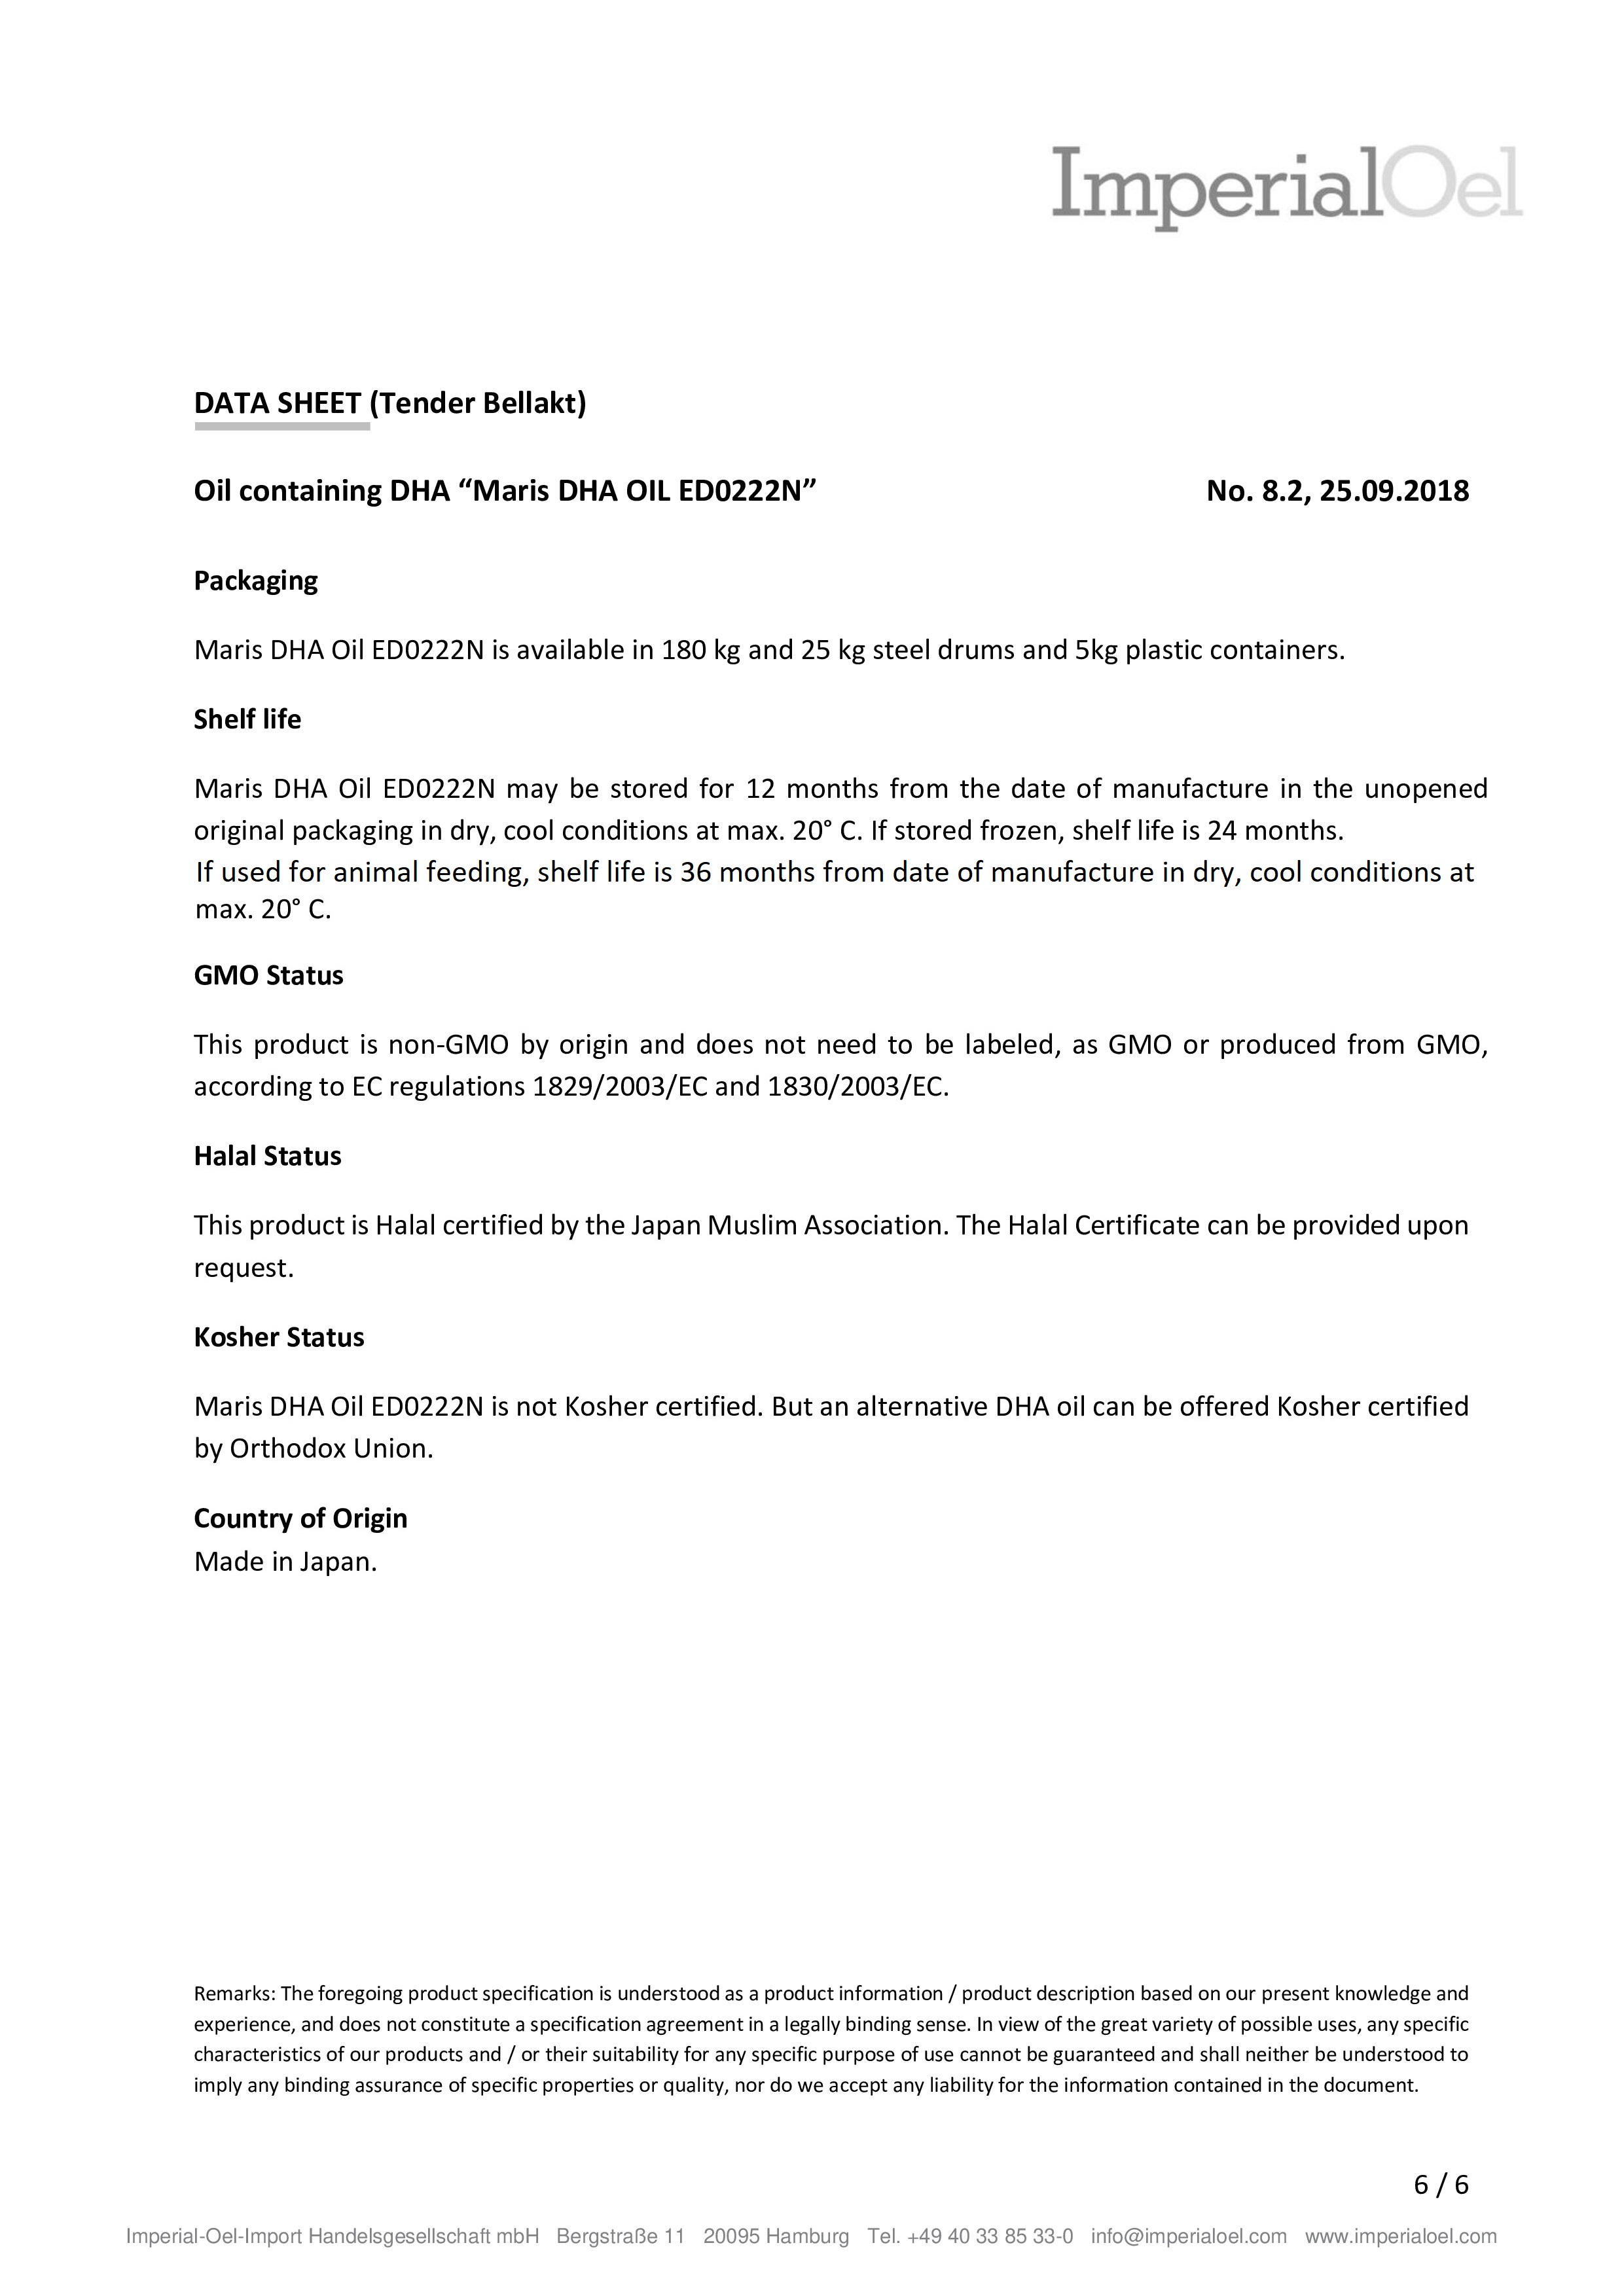 ImperialOel
DATA SHEET (Tender Bellakt)
Oil containing DHA “Maris DHA OIL ED0222N” No. 8.2, 25.09.2018
Packaging
Maris DHA Oil ED0222N is available in 180 kg and 25 kg steel drums and 5kg plastic containers.
Shelf life
Maris DHA Oil ED0222N may be stored for 12 months from the date of manufacture in the unopened
original packaging in dry, cool conditions at max. 20° C. If stored frozen, shelf life is 24 months.
If used for animal feeding, shelf life is 36 months from date of manufacture in dry, cool conditions at
max. 20° C.
GMO Status
This product is non-GMO by origin and does not need to be labeled, as GMO or produced from GMO,
according to EC regulations 1829/2003/EC and 1830/2003/EC.
Halal Status
This product is Halal certified by the Japan Muslim Association. The Halal Certificate can be provided upon
request.
Kosher Status
Maris DHA Oil ED0222N is not Kosher certified. But an alternative DHA oil can be offered Kosher certified
by Orthodox Union.
Country of Origin
Made in Japan.
Remarks: The foregoing product specification is understood as a product information / product description based on our present knowledge and
experience, and does not constitute a specification agreement in a legally binding sense. In view of the great variety of possible uses, any specific
characteristics of our products and / or their suitability for any specific purpose of use cannot be guaranteed and shall neither be understood to
imply any binding assurance of specific properties or quality, nor do we accept any liability for the information contained in the document.
6 / 6
Imperial-Oel-Import Handelsgesellschaft mbH Bergstraße 11 20095 Hamburg Tel. +49 40 33 85 33-0 info@imperialoel.com www.imperialoel.com